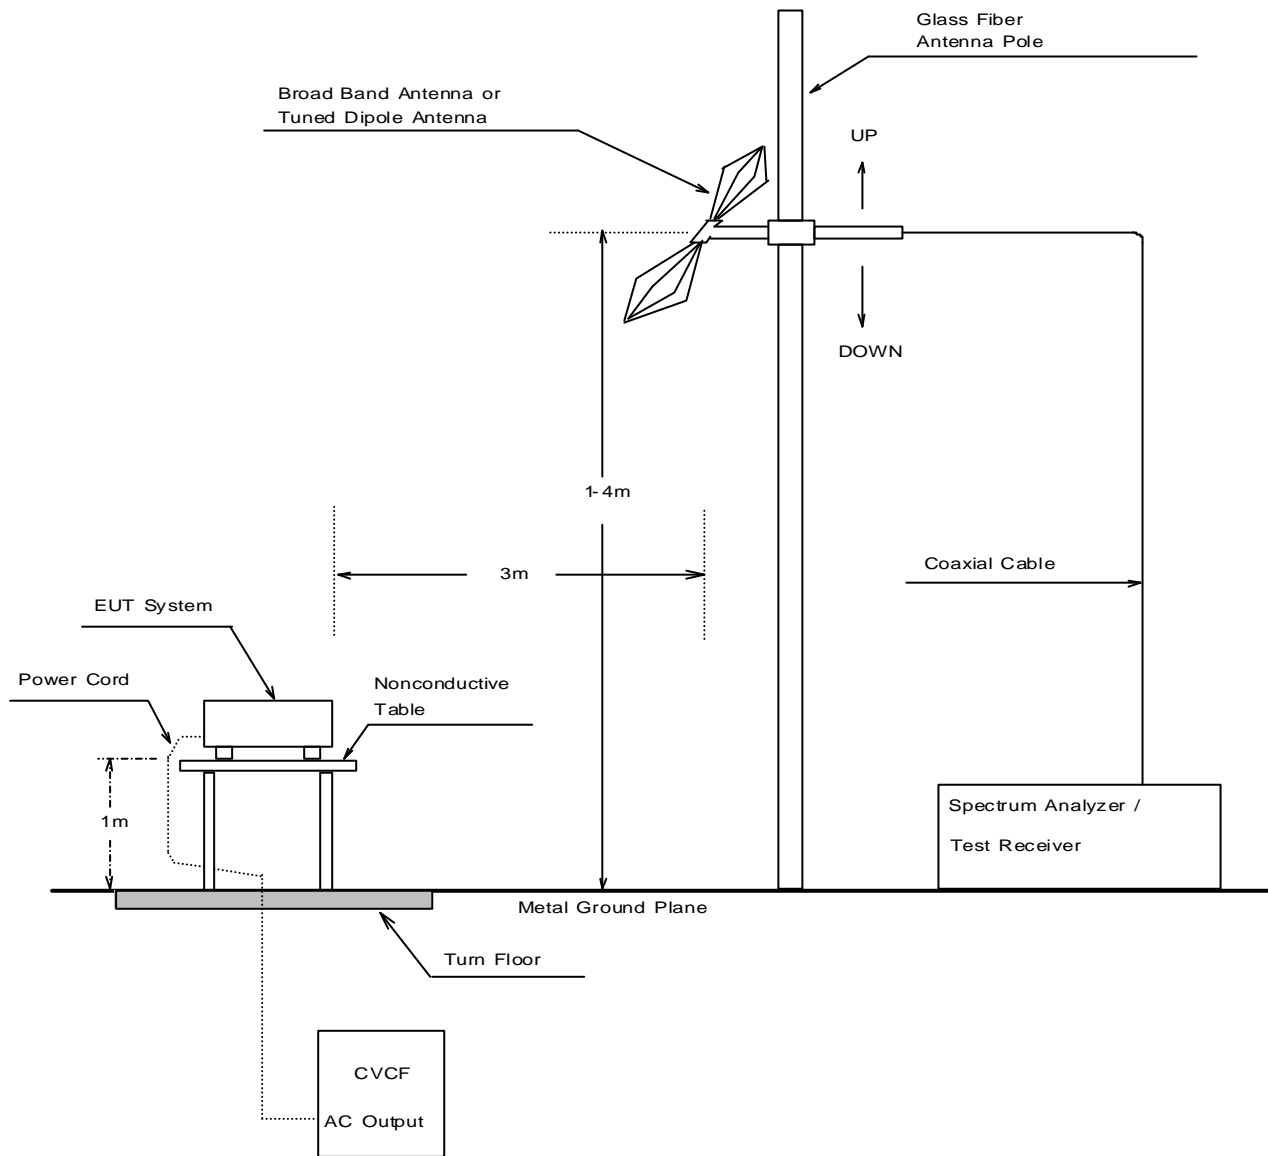 Glass Fiber
Antenna Pole
Broad Band Antenna or
Tuned Dipole Antenna
UP
DOWN
1-4m
3m
Coaxial Cable
EUT System
Power Cord
Nonconductive
Table
1m
Spectrum Analyzer /
Test Receiver
Metal Ground Plane
Turn Floor
CVCF
AC Output